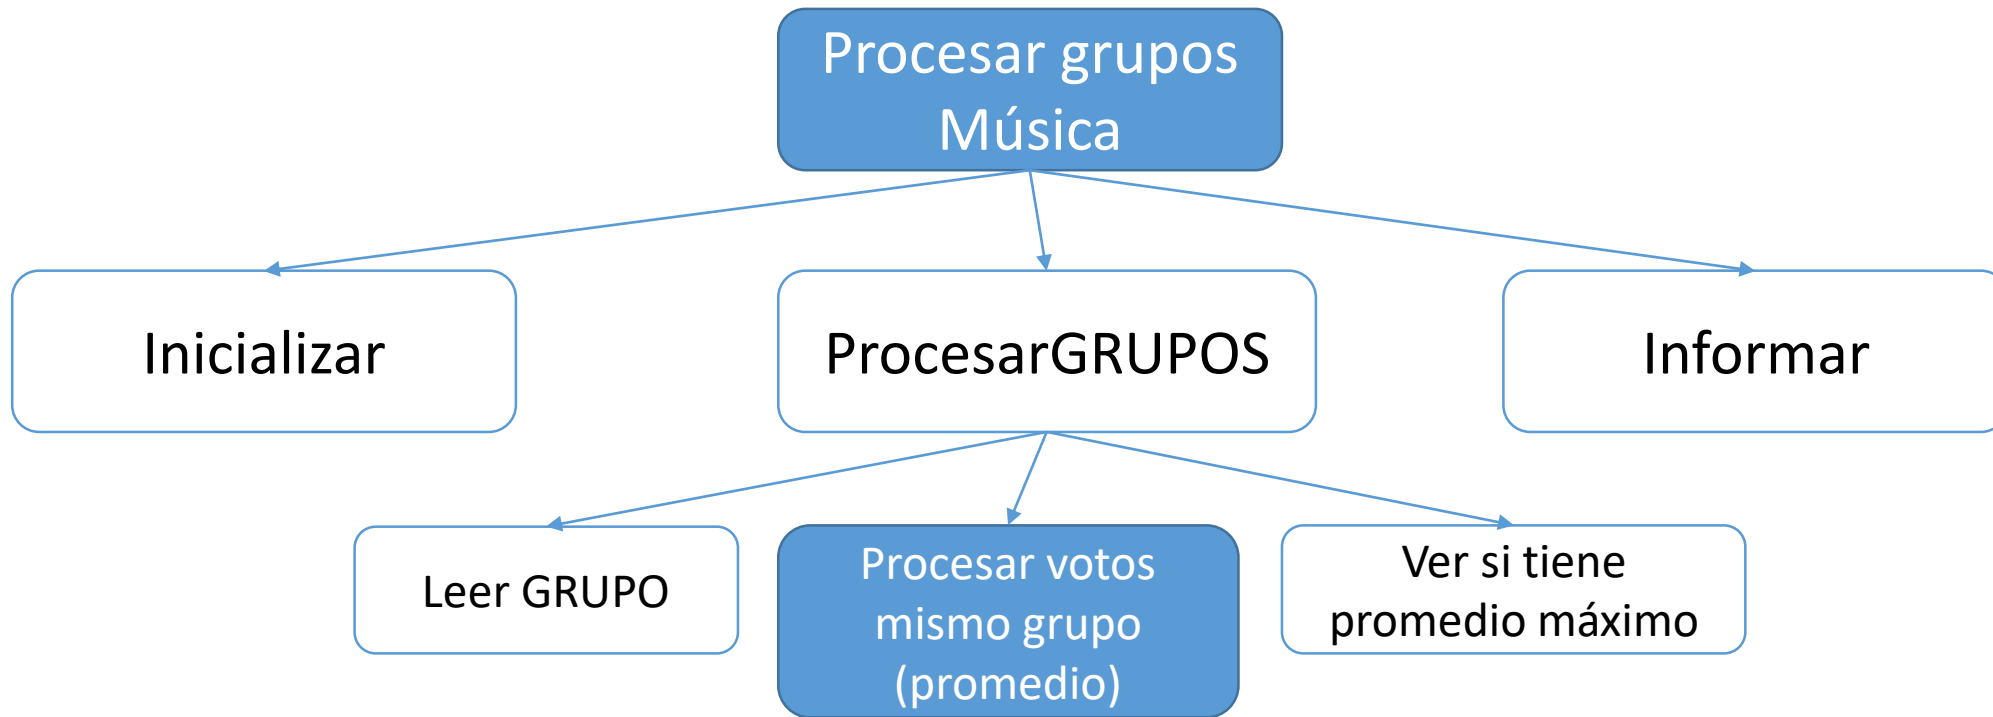 Procesar grupos
Música
Inicializar
ProcesarGRUPOS
Informar
Leer GRUPO
Procesar votos
mismo grupo
(promedio)
Ver si tiene
promedio máximo